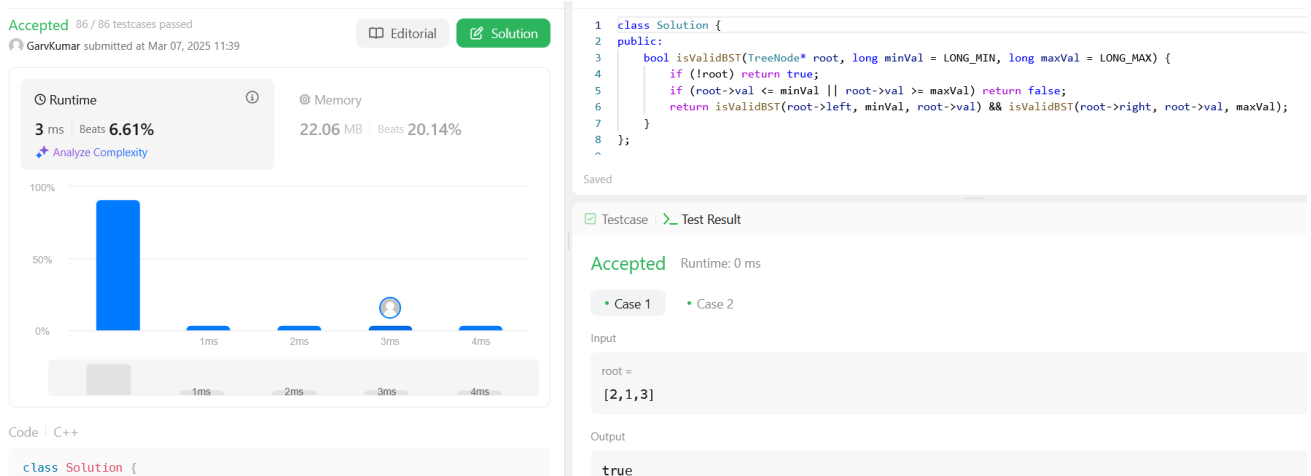 Accepted 86 / 86 testcases passed
GarvKumar submitted at Mar 07, 2025 11:39
Editorial
Solution
Runtime
3 ms | Beats 6.61%
Analyze Complexity
Memory
22.06 MB | Beats 20.14%
100%
50%
0%
1ms 2ms 3ms 4ms
1ms 2ms 3ms 4ms
Code | C++
class Solution {
1 class Solution {
2 public:
3     bool isValidBST(TreeNode* root, long minVal = LONG_MIN, long maxVal = LONG_MAX) {
4         if (!root) return true;
5         if (root->val <= minVal || root->val >= maxVal) return false;
6         return isValidBST(root->left, minVal, root->val) && isValidBST(root->right, root->val, maxVal);
7     }
8 };
Saved
Testcase | >_ Test Result
Accepted Runtime: 0 ms
• Case 1 • Case 2
Input
root =
[2,1,3]
Output
true